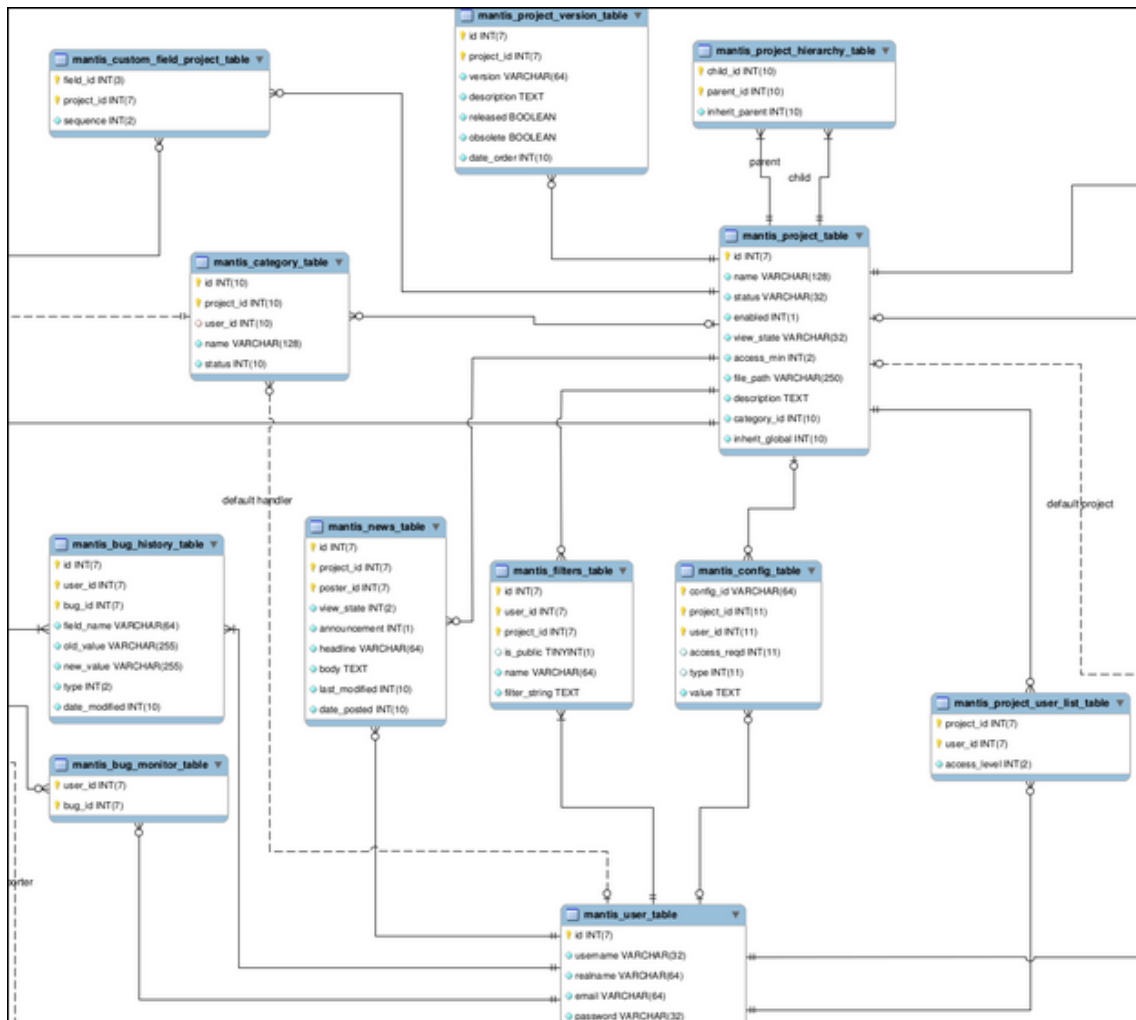 mantis_project_version_table
id INT(7)
project_id INT(7)
version VARCHAR(64)
description TEXT
released BOOLEAN
obsolete BOOLEAN
date_order INT(10)
mantis_custom_field_project_table
field_id INT(3)
project_id INT(7)
sequence INT(2)
mantis_project_hierarchy_table
child_id INT(10)
parent_id INT(10)
inherit_parent INT(10)
parent
child
mantis_project_table
id INT(7)
name VARCHAR(128)
status VARCHAR(32)
enabled INT(1)
view_state VARCHAR(32)
access_min INT(2)
file_path VARCHAR(250)
description TEXT
category_id INT(10)
inherit_global INT(10)
mantis_category_table
id INT(10)
project_id INT(10)
user_id INT(10)
name VARCHAR(128)
status INT(10)
default handler
default project
mantis_bug_history_table
id INT(7)
user_id INT(7)
bug_id INT(7)
field_name VARCHAR(64)
old_value VARCHAR(255)
new_value VARCHAR(255)
type INT(2)
date_modified INT(10)
mantis_news_table
id INT(7)
project_id INT(7)
poster_id INT(7)
view_state INT(2)
announcement INT(1)
headline VARCHAR(64)
body TEXT
last_modified INT(10)
date_posted INT(10)
mantis_filters_table
id INT(7)
user_id INT(7)
project_id INT(7)
is_public TINYINT(1)
name VARCHAR(64)
filter_string TEXT
mantis_config_table
config_id VARCHAR(64)
project_id INT(11)
user_id INT(11)
access_reqd INT(11)
type INT(11)
value TEXT
mantis_project_user_list_table
project_id INT(7)
user_id INT(7)
access_level INT(2)
mantis_bug_monitor_table
user_id INT(7)
bug_id INT(7)
orter
mantis_user_table
id INT(7)
username VARCHAR(32)
realname VARCHAR(64)
email VARCHAR(64)
password VARCHAR(32)